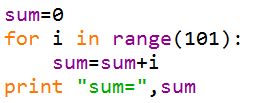 sum=0
for i in range(101):
    sum=sum+i
print "sum=",sum